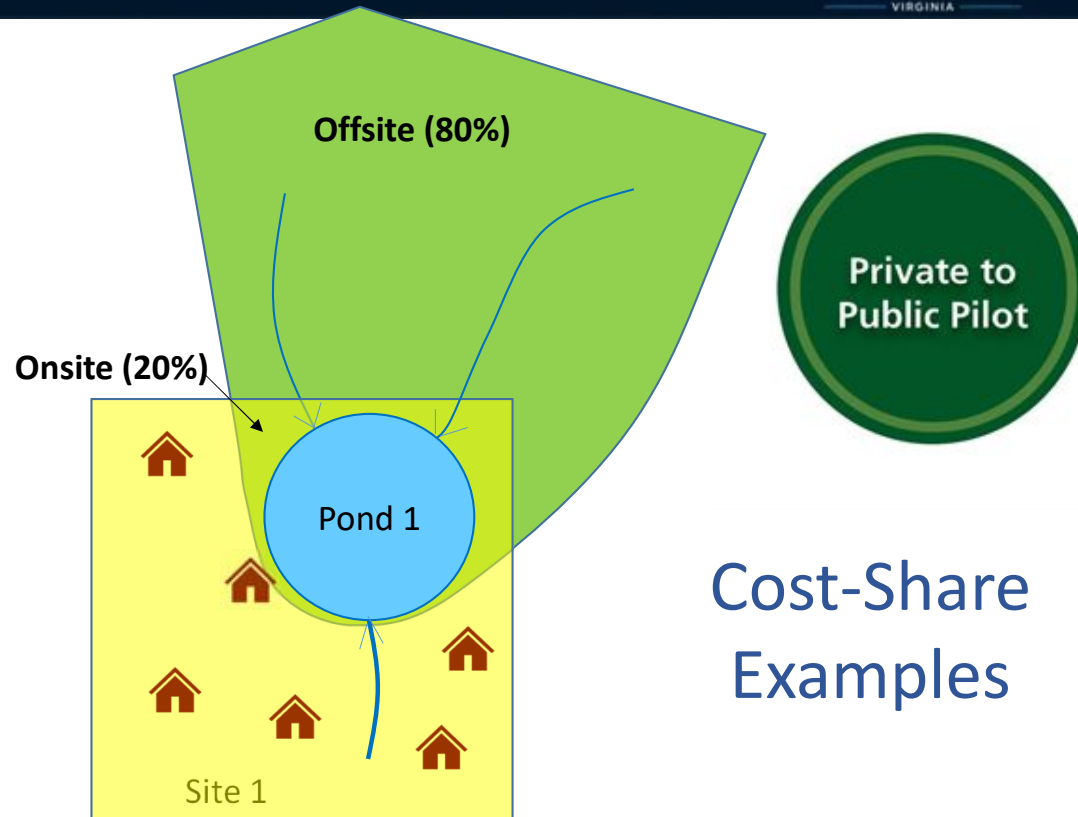 VIRGINIA
Offsite (80%)
Private to
Public Pilot
Onsite (20%)
Pond 1
Cost-Share
Examples
Site 1